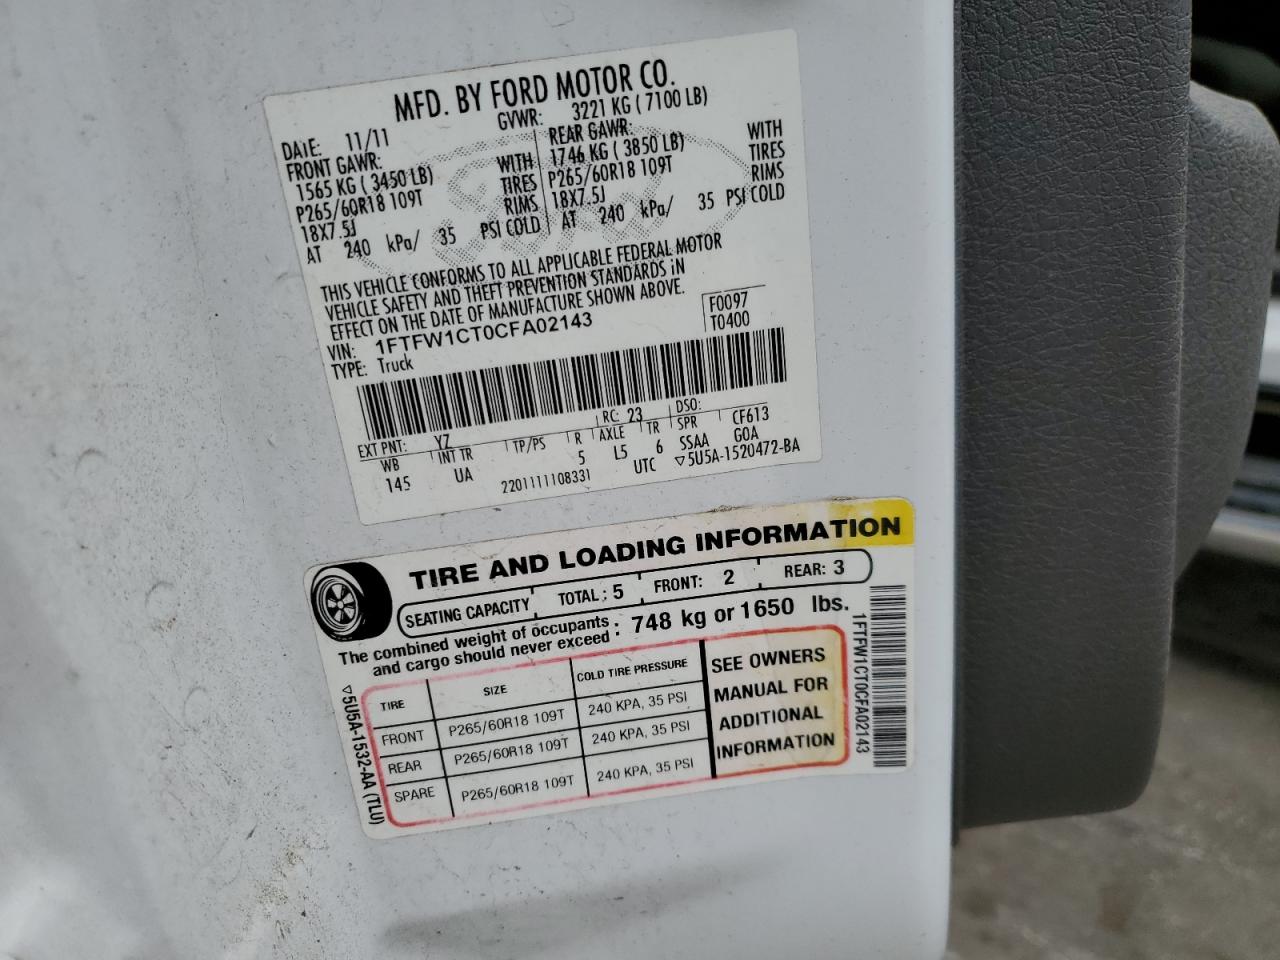 MFD. BY FORD MOTOR CO.
DATE: 11/11 GVWR: 3221 KG ( 7100 LB)
FRONT GAWR: REAR GAWR:
1565 KG ( 3450 LB) WITH 1746 KG ( 3850 LB) WITH
P265/60R18 109T TIRES P265/60R18 109T TIRES
18X7.5J RIMS 18X7.5J RIMS
AT 240 kPa/ 35 PSI COLD AT 240 kPa/ 35 PSI COLD
THIS VEHICLE CONFORMS TO ALL APPLICABLE FEDERAL MOTOR
VEHICLE SAFETY AND THEFT PREVENTION STANDARDS iN
EFFECT ON THE DATE OF MANUFACTURE SHOWN ABOVE.
VIN: 1FTFW1CT0CFA02143 F0097
TYPE: Truck T0400
EXT PNT: YZ RC: 23 DSO:
WB INT TR TP/PS R AXLE TR SPR CF613
145 UA 5 L5 6 SSAA GOA
2201111108331 UTC ▽5U5A-1520472-BA
TIRE AND LOADING INFORMATION
SEATING CAPACITY TOTAL: 5 FRONT: 2 REAR: 3
The combined weight of occupants
and cargo should never exceed : 748 kg or 1650 lbs.
TIRE SIZE COLD TIRE PRESSURE
FRONT P265/60R18 109T 240 KPA, 35 PSI
REAR P265/60R18 109T 240 KPA, 35 PSI
SPARE P265/60R18 109T 240 KPA, 35 PSI
SEE OWNERS
MANUAL FOR
ADDITIONAL
INFORMATION
▽5U5A-1532-AA (TLU)
1FTFW1CT0CFA02143